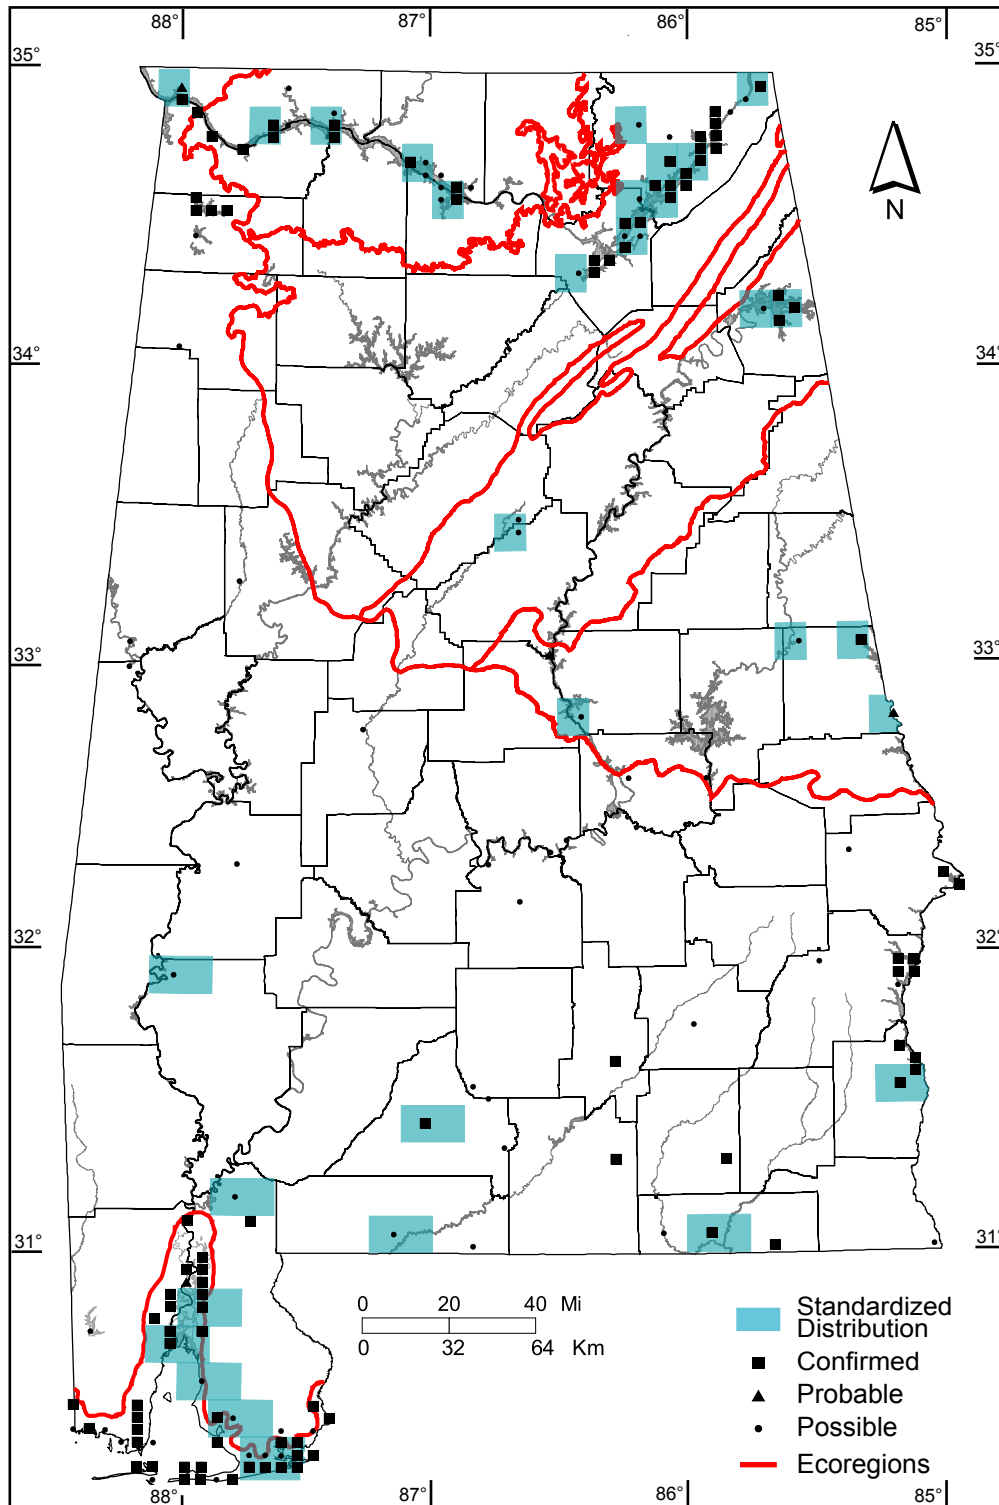 88° 87° 86° 85°
35° 35°
N
34° 34°
33° 33°
32° 32°
31° 31°
0 20 40 Mi
0 32 64 Km
Standardized
Distribution
Confirmed
Probable
Possible
Ecoregions
88° 87° 86° 85°